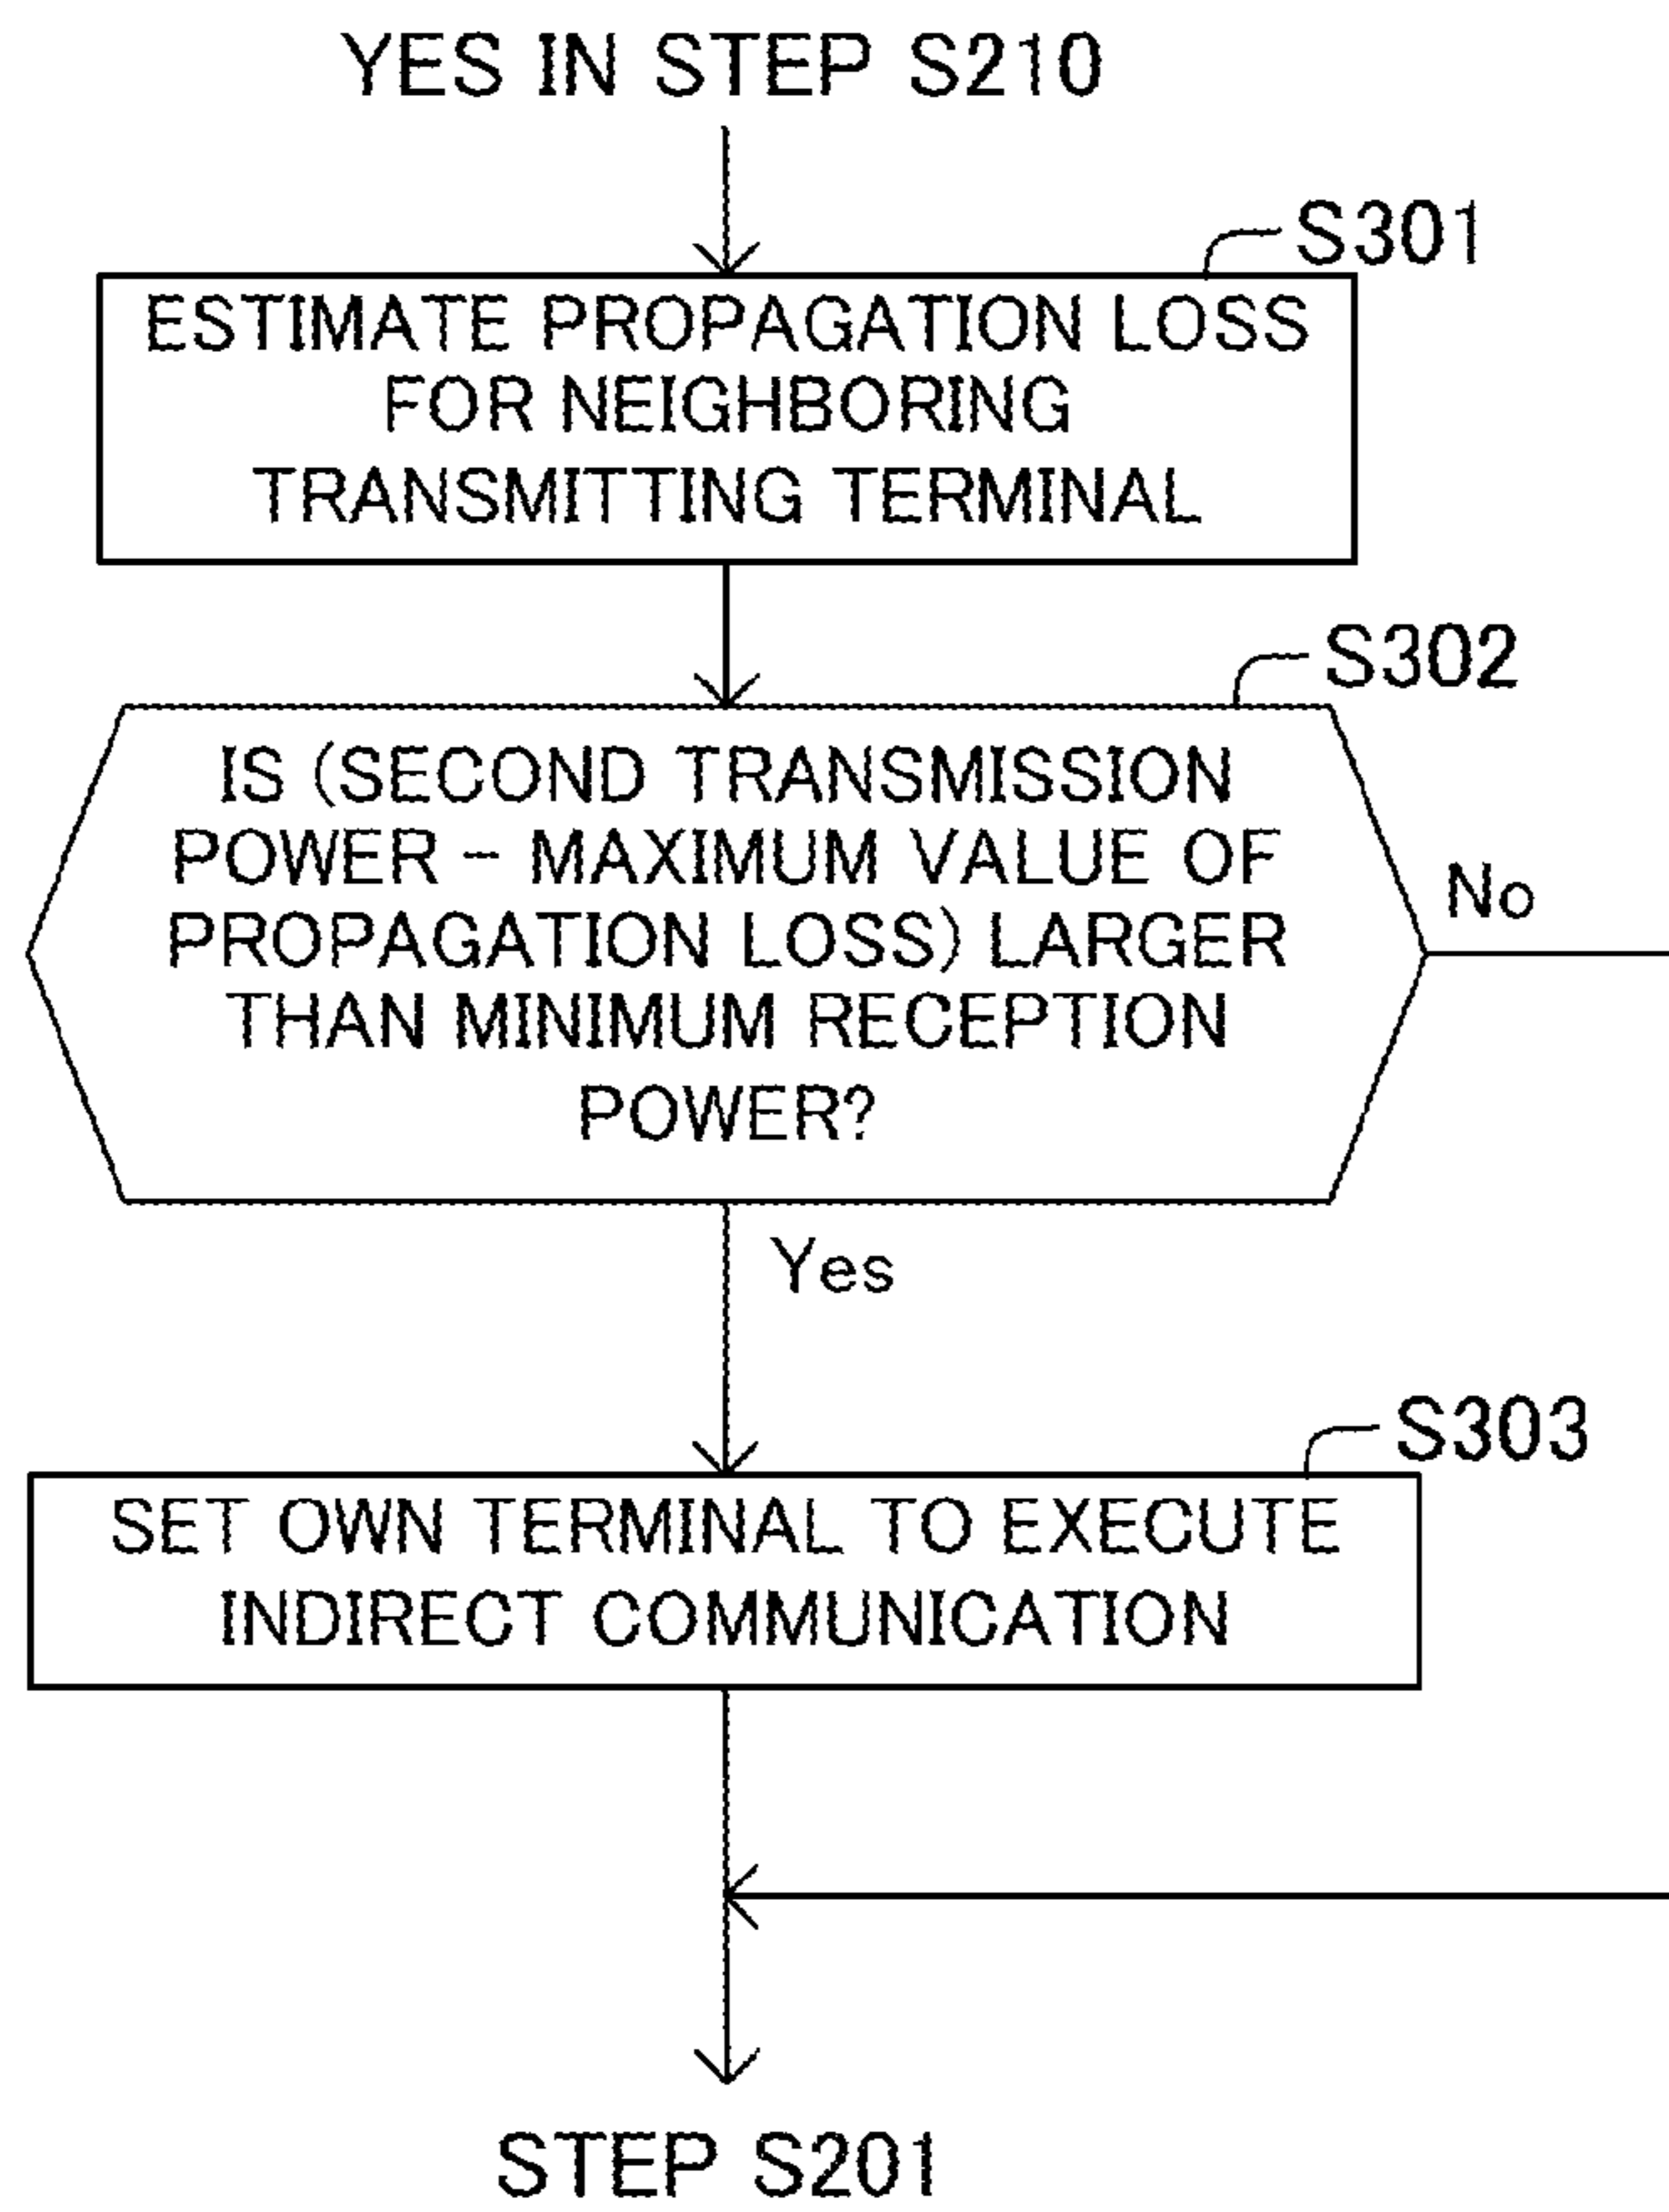 YES IN STEP S210
S301
ESTIMATE PROPAGATION LOSS
FOR NEIGHBORING
TRANSMITTING TERMINAL
S302
IS (SECOND TRANSMISSION
POWER - MAXIMUM VALUE OF
PROPAGATION LOSS) LARGER
THAN MINIMUM RECEPTION
POWER?
No
Yes
S303
SET OWN TERMINAL TO EXECUTE
INDIRECT COMMUNICATION
STEP S201